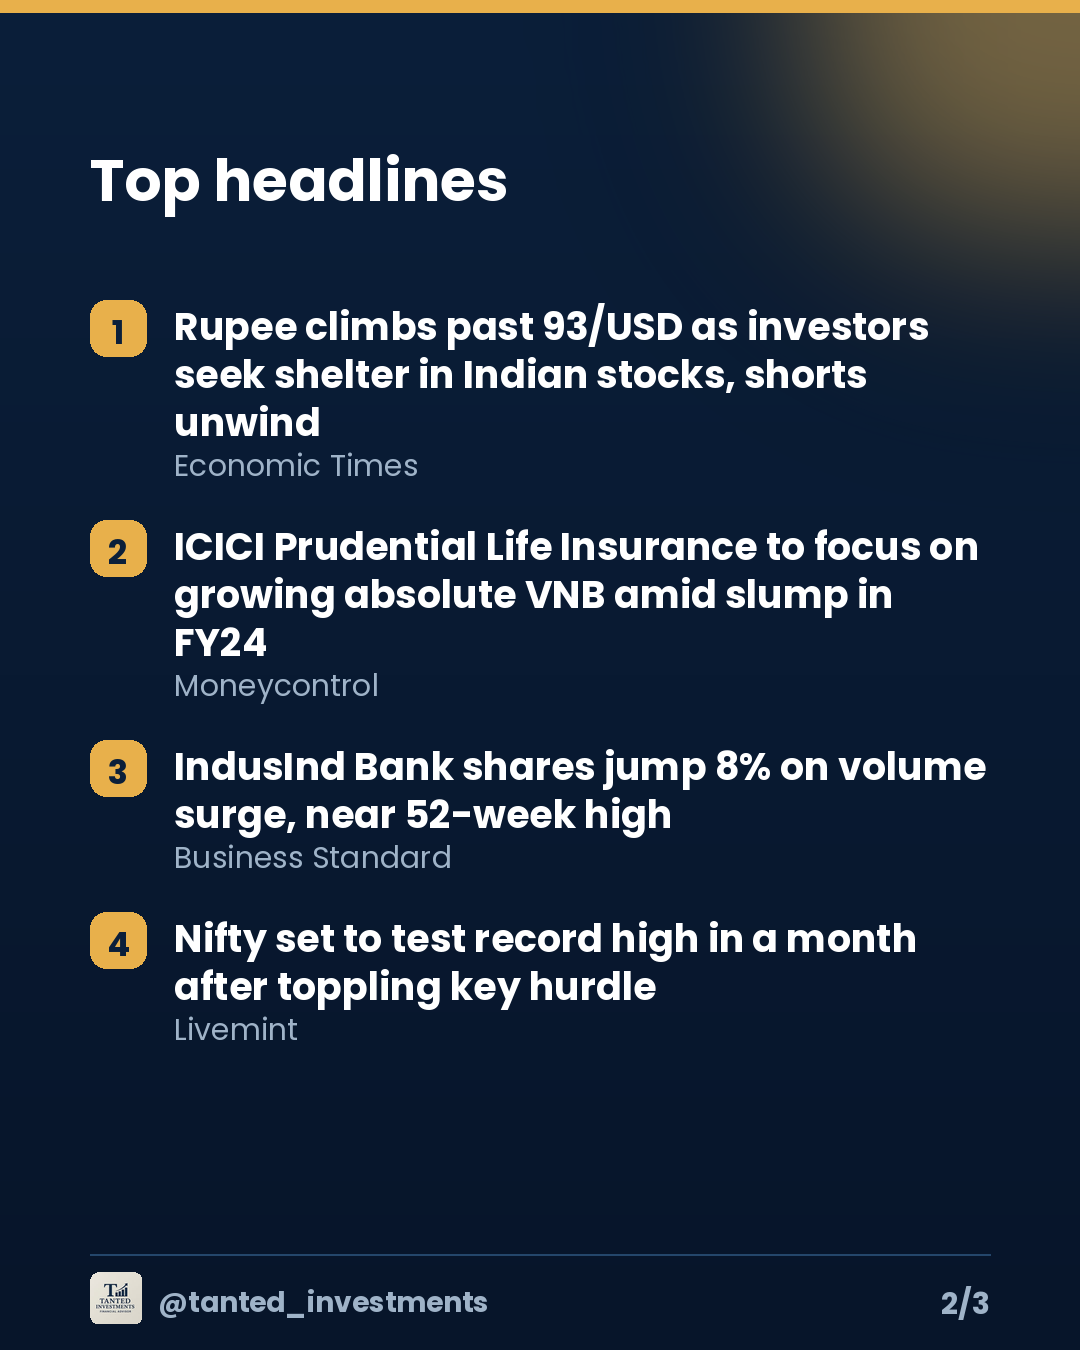 Top headlines
1
Rupee climbs past 93/USD as investors
seek shelter in Indian stocks, shorts
unwind
Economic Times
2
ICICI Prudential Life Insurance to focus on
growing absolute VNB amid slump in
FY24
Moneycontrol
3
IndusInd Bank shares jump 8% on volume
surge, near 52-week high
Business Standard
4
Nifty set to test record high in a month
after toppling key hurdle
Livemint
T
TANTED
INVESTMENTS
@tanted_investments
2/3